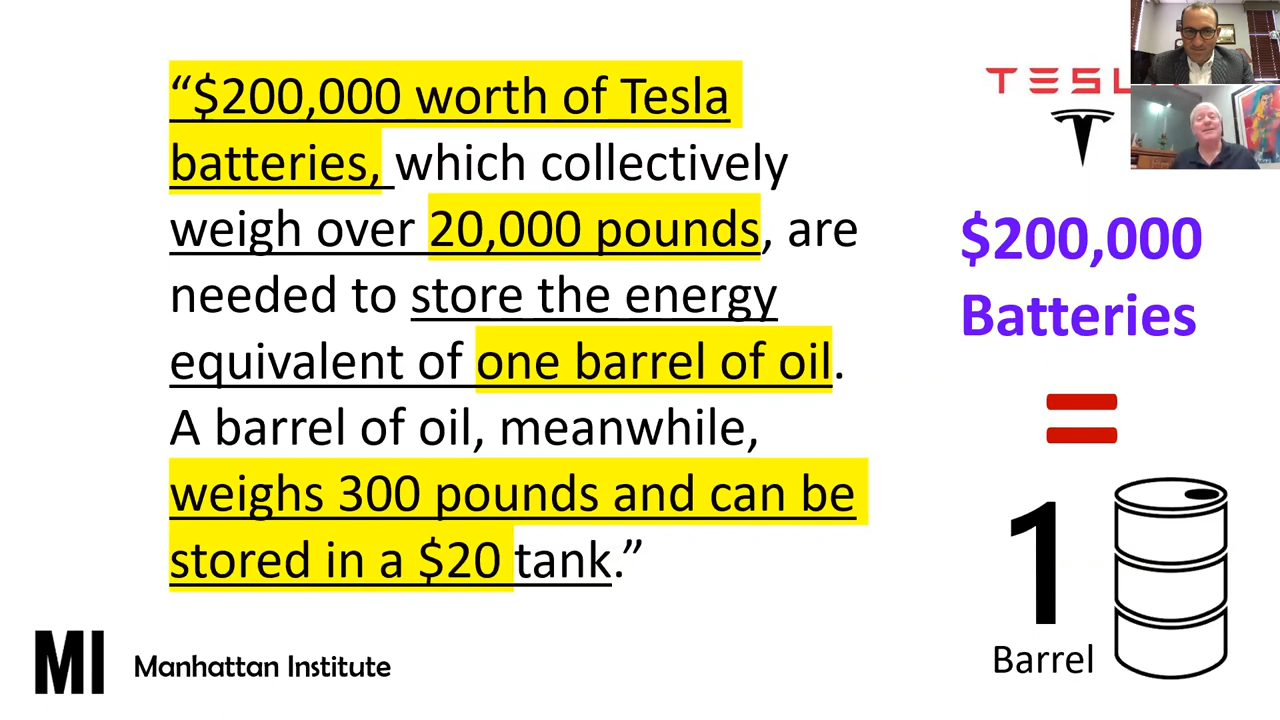 “$200,000 worth of Tesla
batteries, which collectively
weigh over 20,000 pounds, are
needed to store the energy
equivalent of one barrel of oil.
A barrel of oil, meanwhile,
weighs 300 pounds and can be
stored in a $20 tank.”
MI Manhattan Institute
TESL
$200,000
Batteries
=
1
Barrel